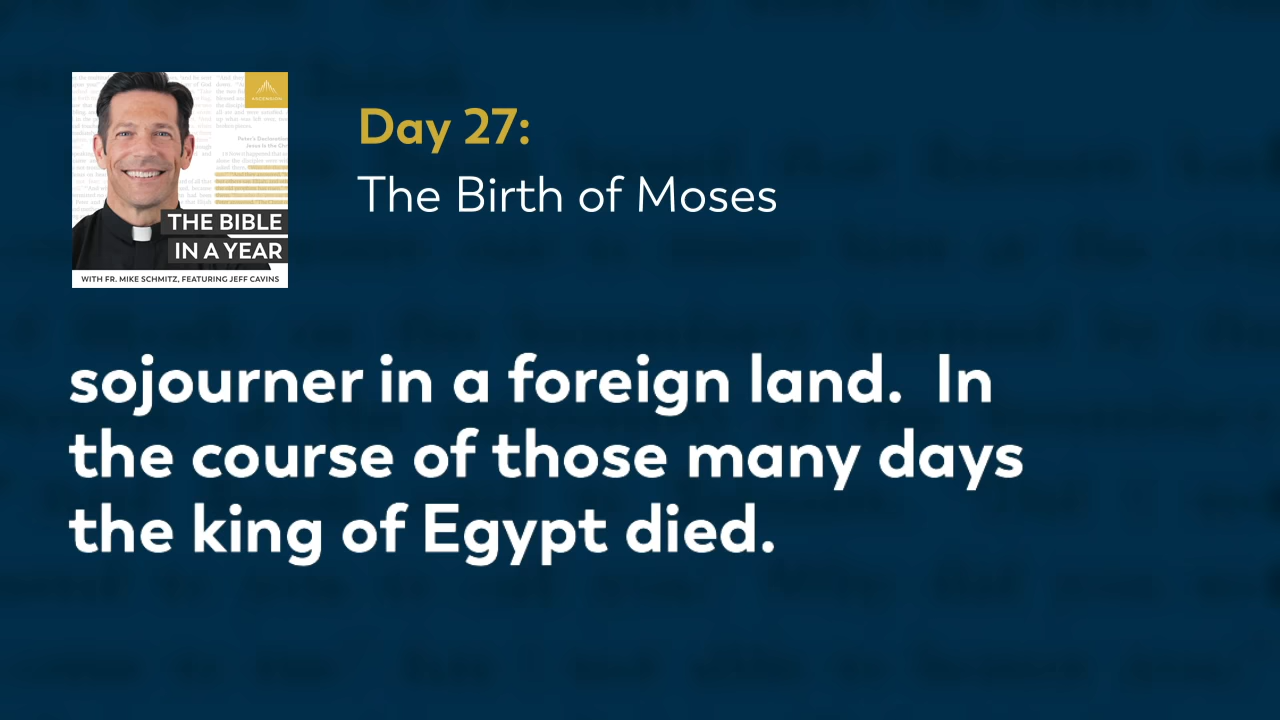 ASCENSION
THE BIBLE
IN A YEAR
WITH FR. MIKE SCHMITZ, FEATURING JEFF CAVINS
Day 27:
The Birth of Moses
sojourner in a foreign land.  In
the course of those many days
the king of Egypt died.